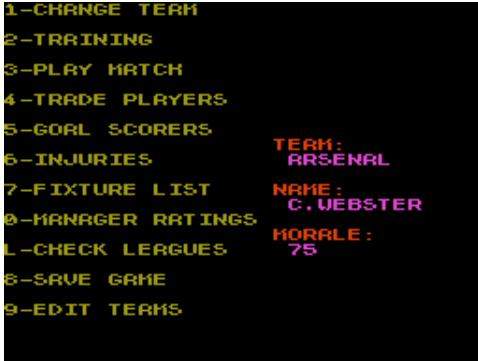 1-CHANGE TEAM
2-TRAINING
3-PLAY MATCH
4-TRADE PLAYERS
5-GOAL SCORERS
6-INJURIES
7-FIXTURE LIST
0-MANAGER RATINGS
L-CHECK LEAGUES
8-SAVE GAME
9-EDIT TEAMS
TEAM:
ARSENAL
NAME:
C.WEBSTER
MORALE:
75